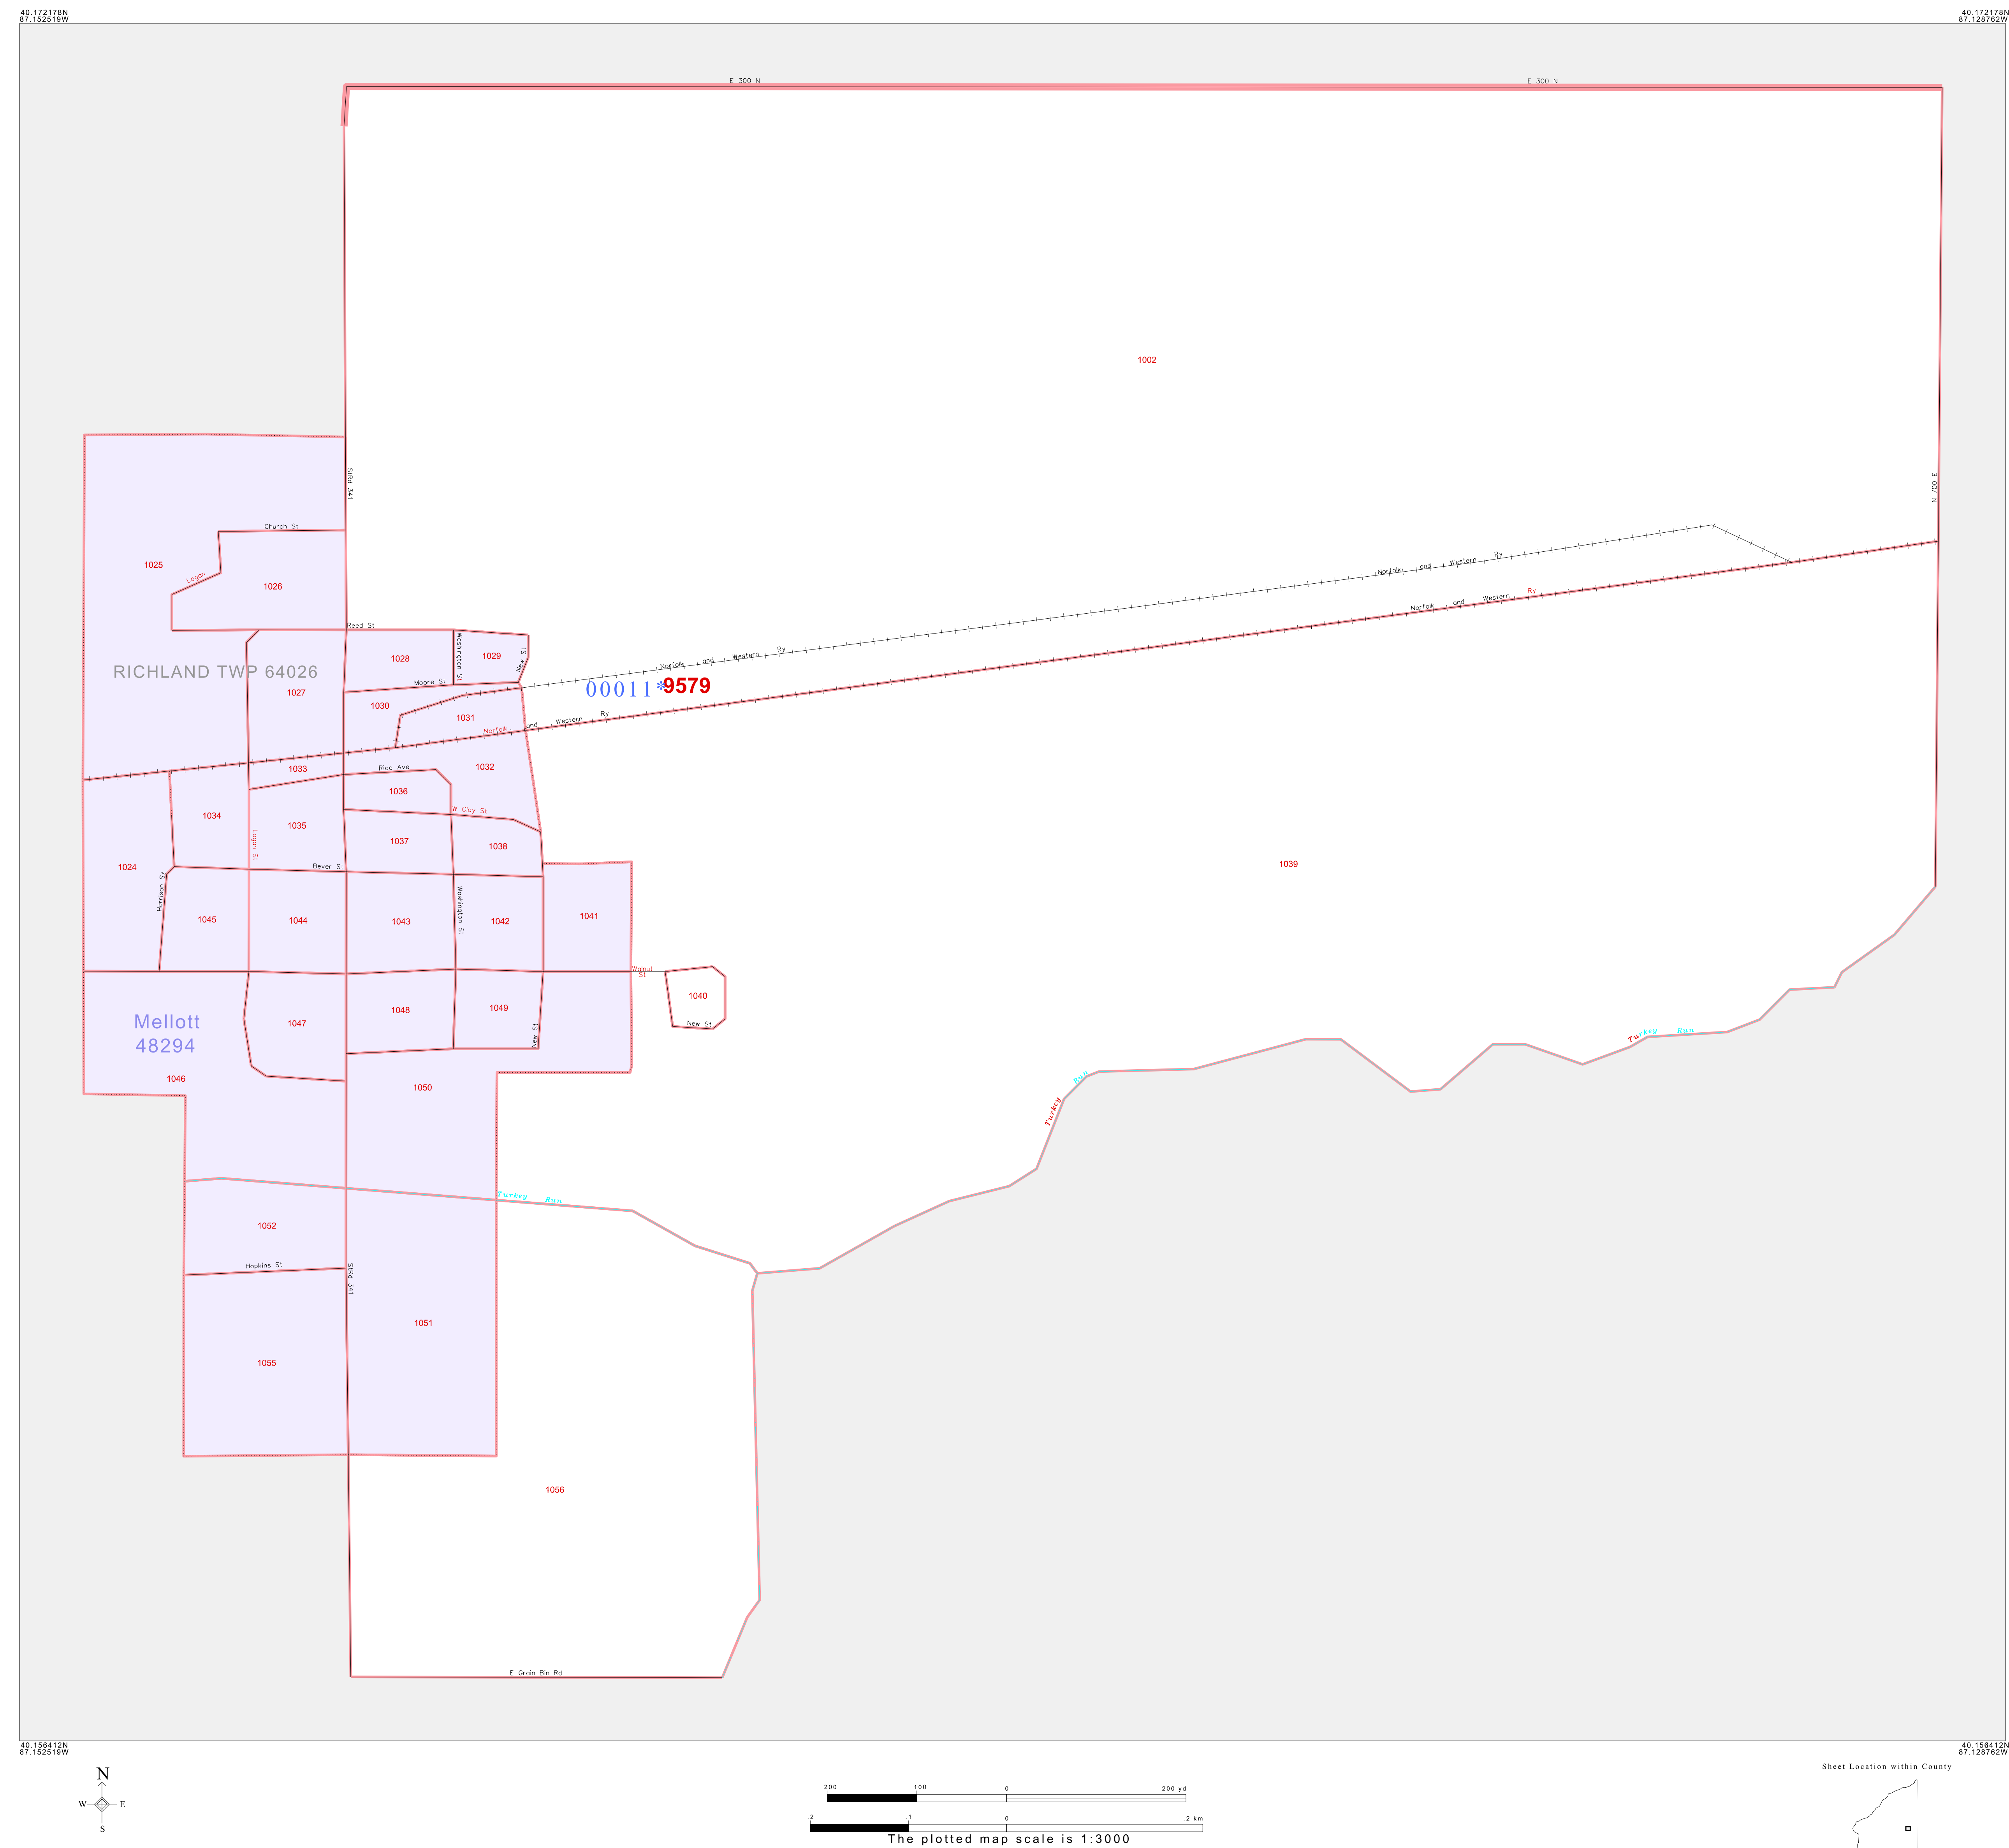 40.172178N
87.152519W
40.172178N
87.128762W
E 300 N
E 300 N
1002
StRd 341
N 700 E
Church St
1025
Logan
1026
Norfolk and Western Ry
Norfolk and Western Ry
Reed St
Washington St
1028
1029
New St
Norfolk and Western Ry
RICHLAND TWP 64026
Moore St
00011*9579
1027
1030
1031
Norfolk and Western Ry
1033
Rice Ave
1032
1036
W Clay St
1034
Logan St
1035
1037
1038
1024
Bever St
1039
Harrison St
1045
1044
1043
Washington St
1042
1041
Walnut
St
1040
1048
1049
New St
New St
Mellott
48294
1047
Turkey Run
Turkey Run
1046
1050
Turkey Run
1052
Hopkins St
StRd 341
1051
1055
1056
E Grain Bin Rd
40.156412N
87.152519W
40.156412N
87.128762W
N
W E
S
200 100 0 200 yd
.2 .1 0 .2 km
The plotted map scale is 1:3000
Sheet Location within County